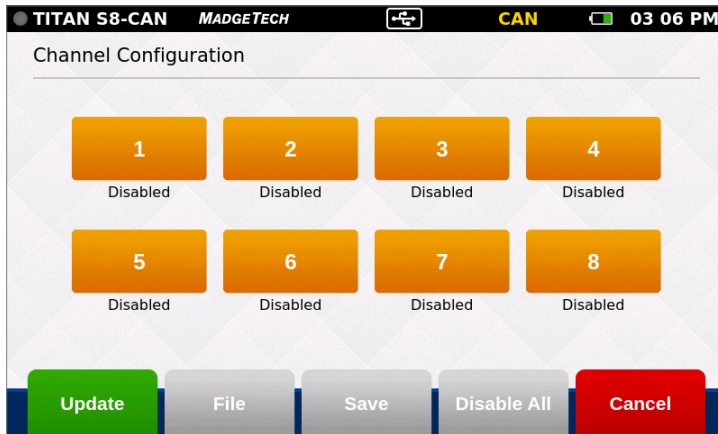 TITAN S8-CAN MADGETECH CAN 03 06 PM
Channel Configuration
1 2 3 4
Disabled Disabled Disabled Disabled
5 6 7 8
Disabled Disabled Disabled Disabled
Update File Save Disable All Cancel